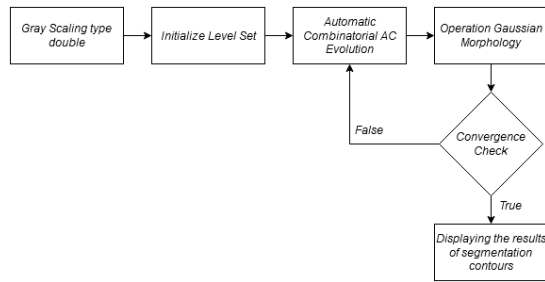 Gray Scaling type
double
Initialize Level Set
Automatic
Combinatorial AC
Evolution
Operation Gaussian
Morphology
False
Convergence
Check
True
Displaying the results
of segmentation
contours